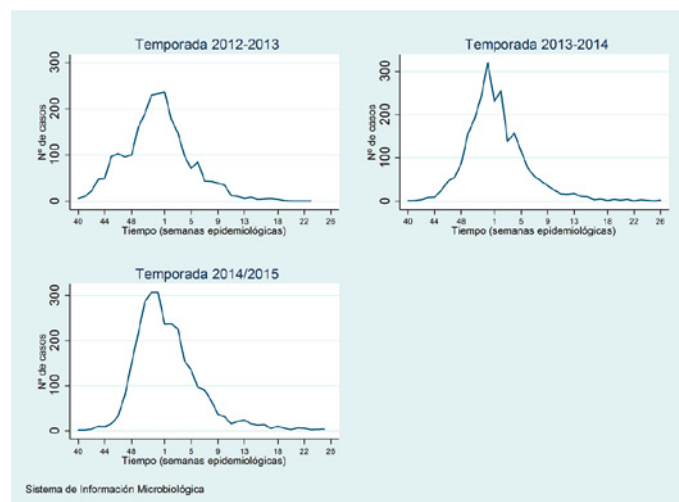 Temporada 2012-2013
Nº de casos
300
200
100
0
40 44 48 1 5 9 13 18 22 26
Tiempo (semanas epidemiológicas)
Temporada 2013-2014
Nº de casos
300
200
100
0
40 44 48 1 5 9 13 18 22 26
Tiempo (semanas epidemiológicas)
Temporada 2014/2015
Nº de casos
300
200
100
0
40 44 48 1 5 9 13 18 22 26
Tiempo (semanas epidemiológicas)
Sistema de Información Microbiológica